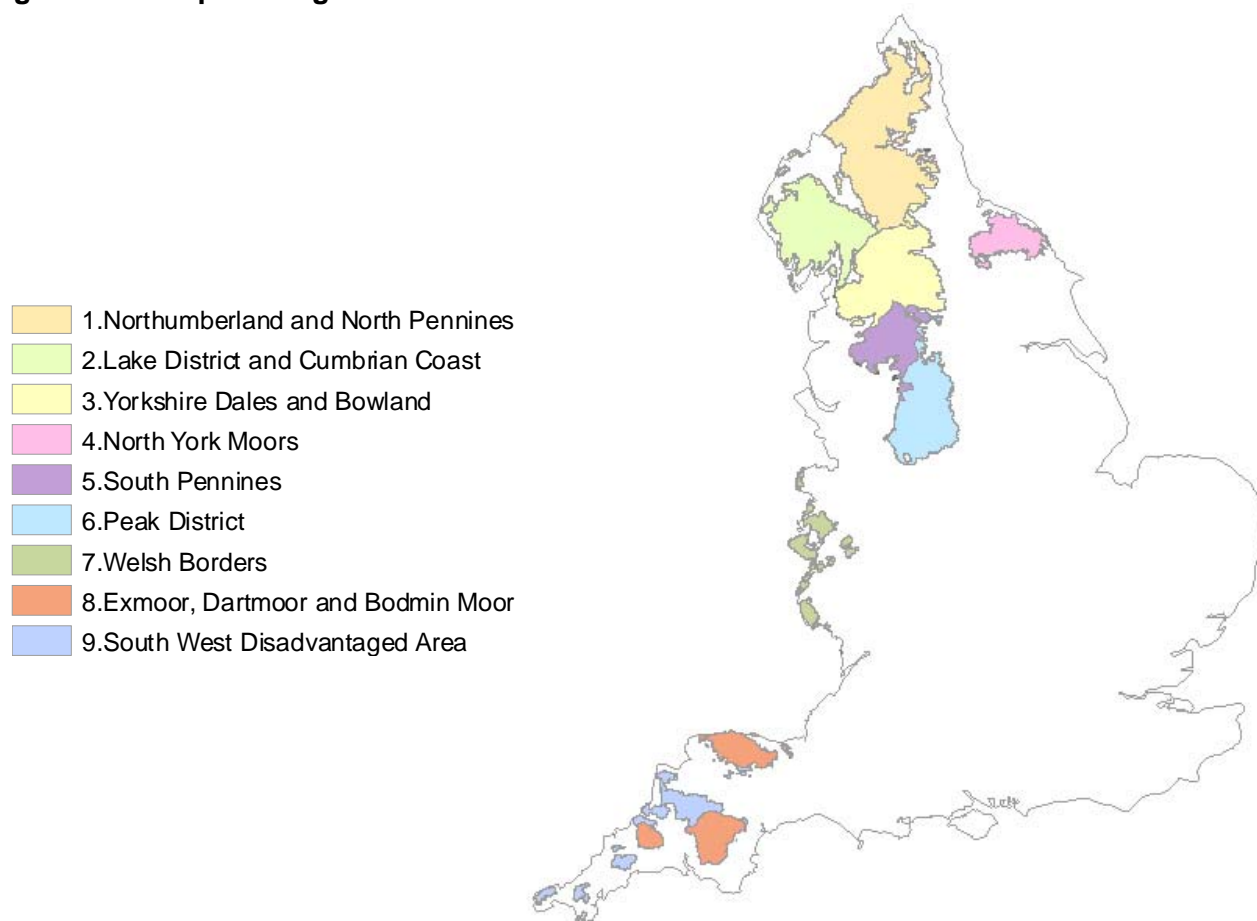 1.Northumberland and North Pennines
2.Lake District and Cumbrian Coast
3.Yorkshire Dales and Bowland
4.North York Moors
5.South Pennines
6.Peak District
7.Welsh Borders
8.Exmoor, Dartmoor and Bodmin Moor
9.South West Disadvantaged Area